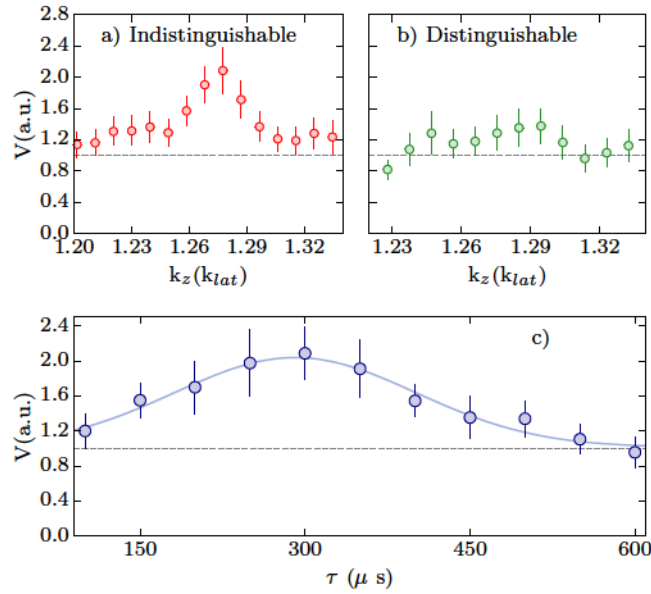 a) Indistinguishable
b) Distinguishable
V(a.u.)
2.8
2.4
2.0
1.6
1.2
0.8
0.4
0.0
1.20 1.23 1.26 1.29 1.32
1.23 1.26 1.29 1.32
k_z(k_lat)
k_z(k_lat)
c)
V(a.u.)
2.4
2.0
1.6
1.2
0.8
0.4
0.0
150 300 450 600
τ (μ s)